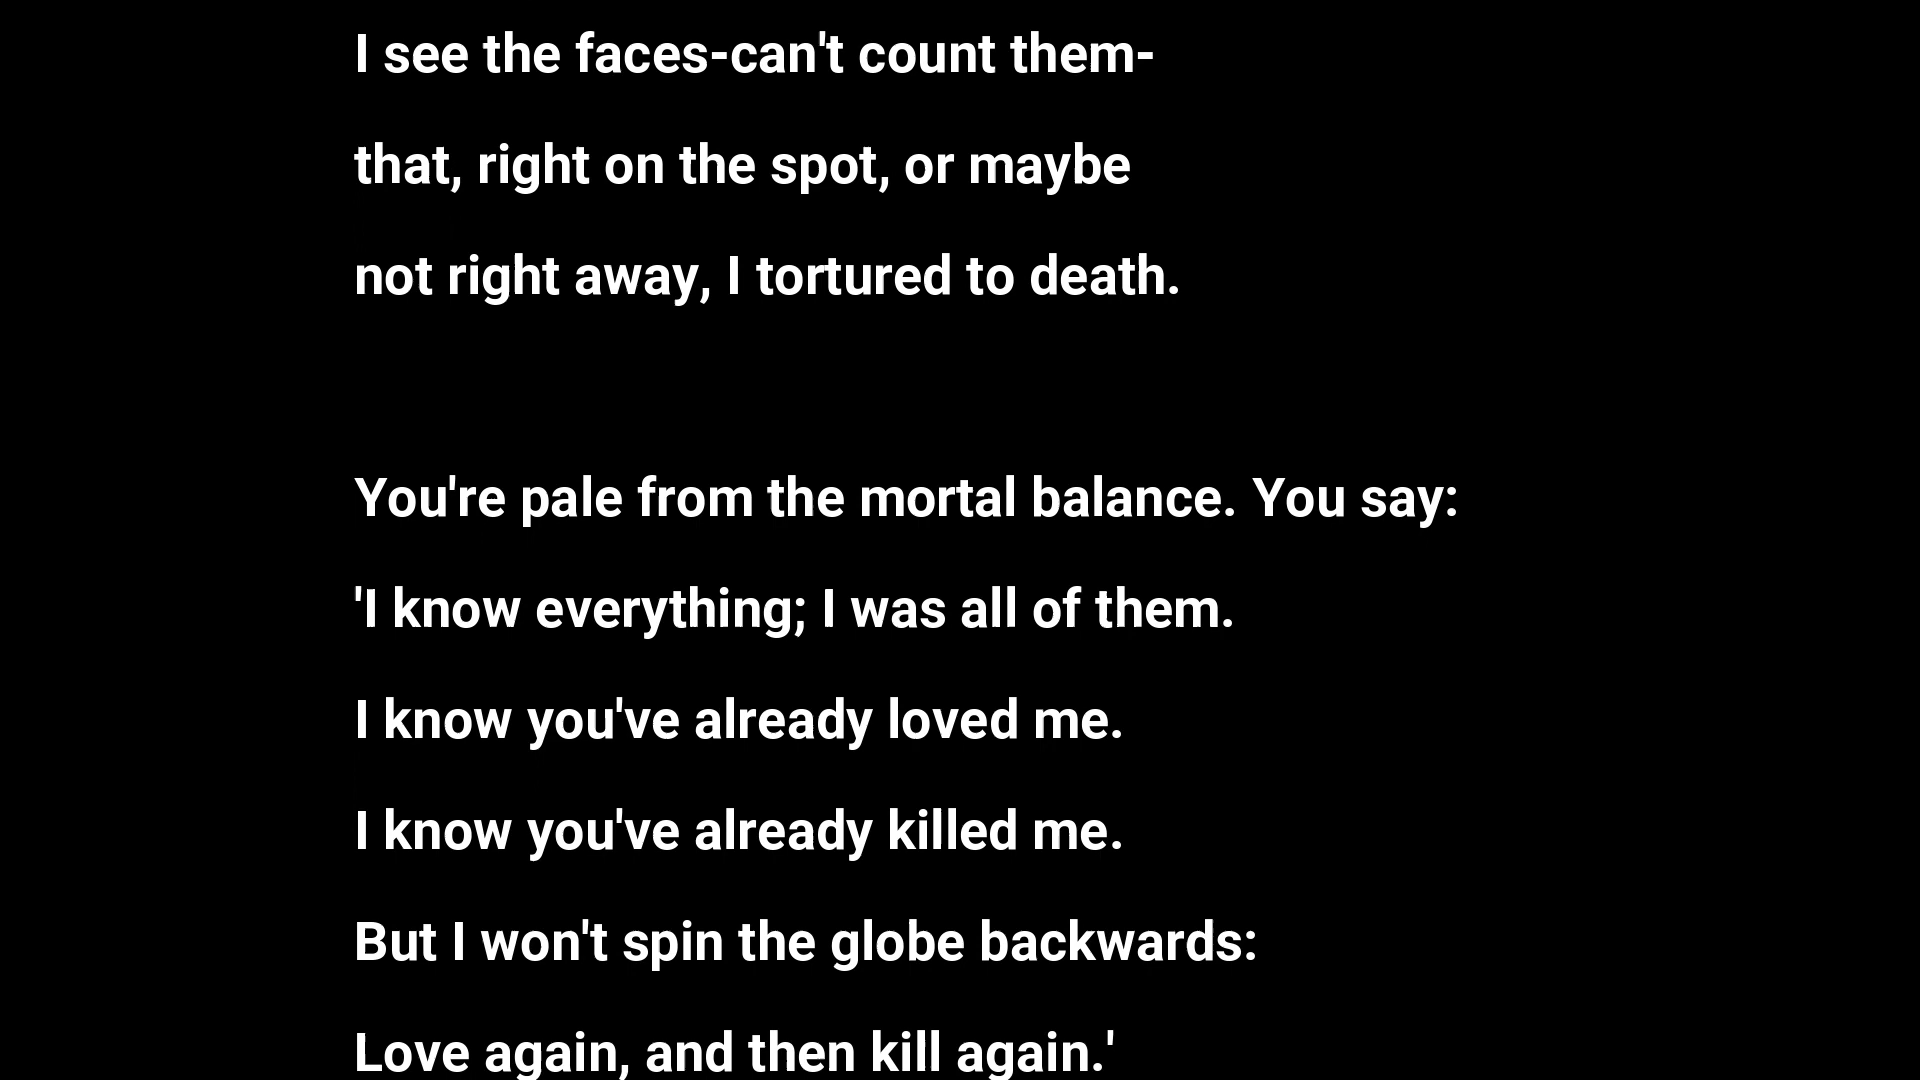 I see the faces-can't count them-
that, right on the spot, or maybe
not right away, I tortured to death.
You're pale from the mortal balance. You say:
'I know everything; I was all of them.
I know you've already loved me.
I know you've already killed me.
But I won't spin the globe backwards:
Love again, and then kill again.'